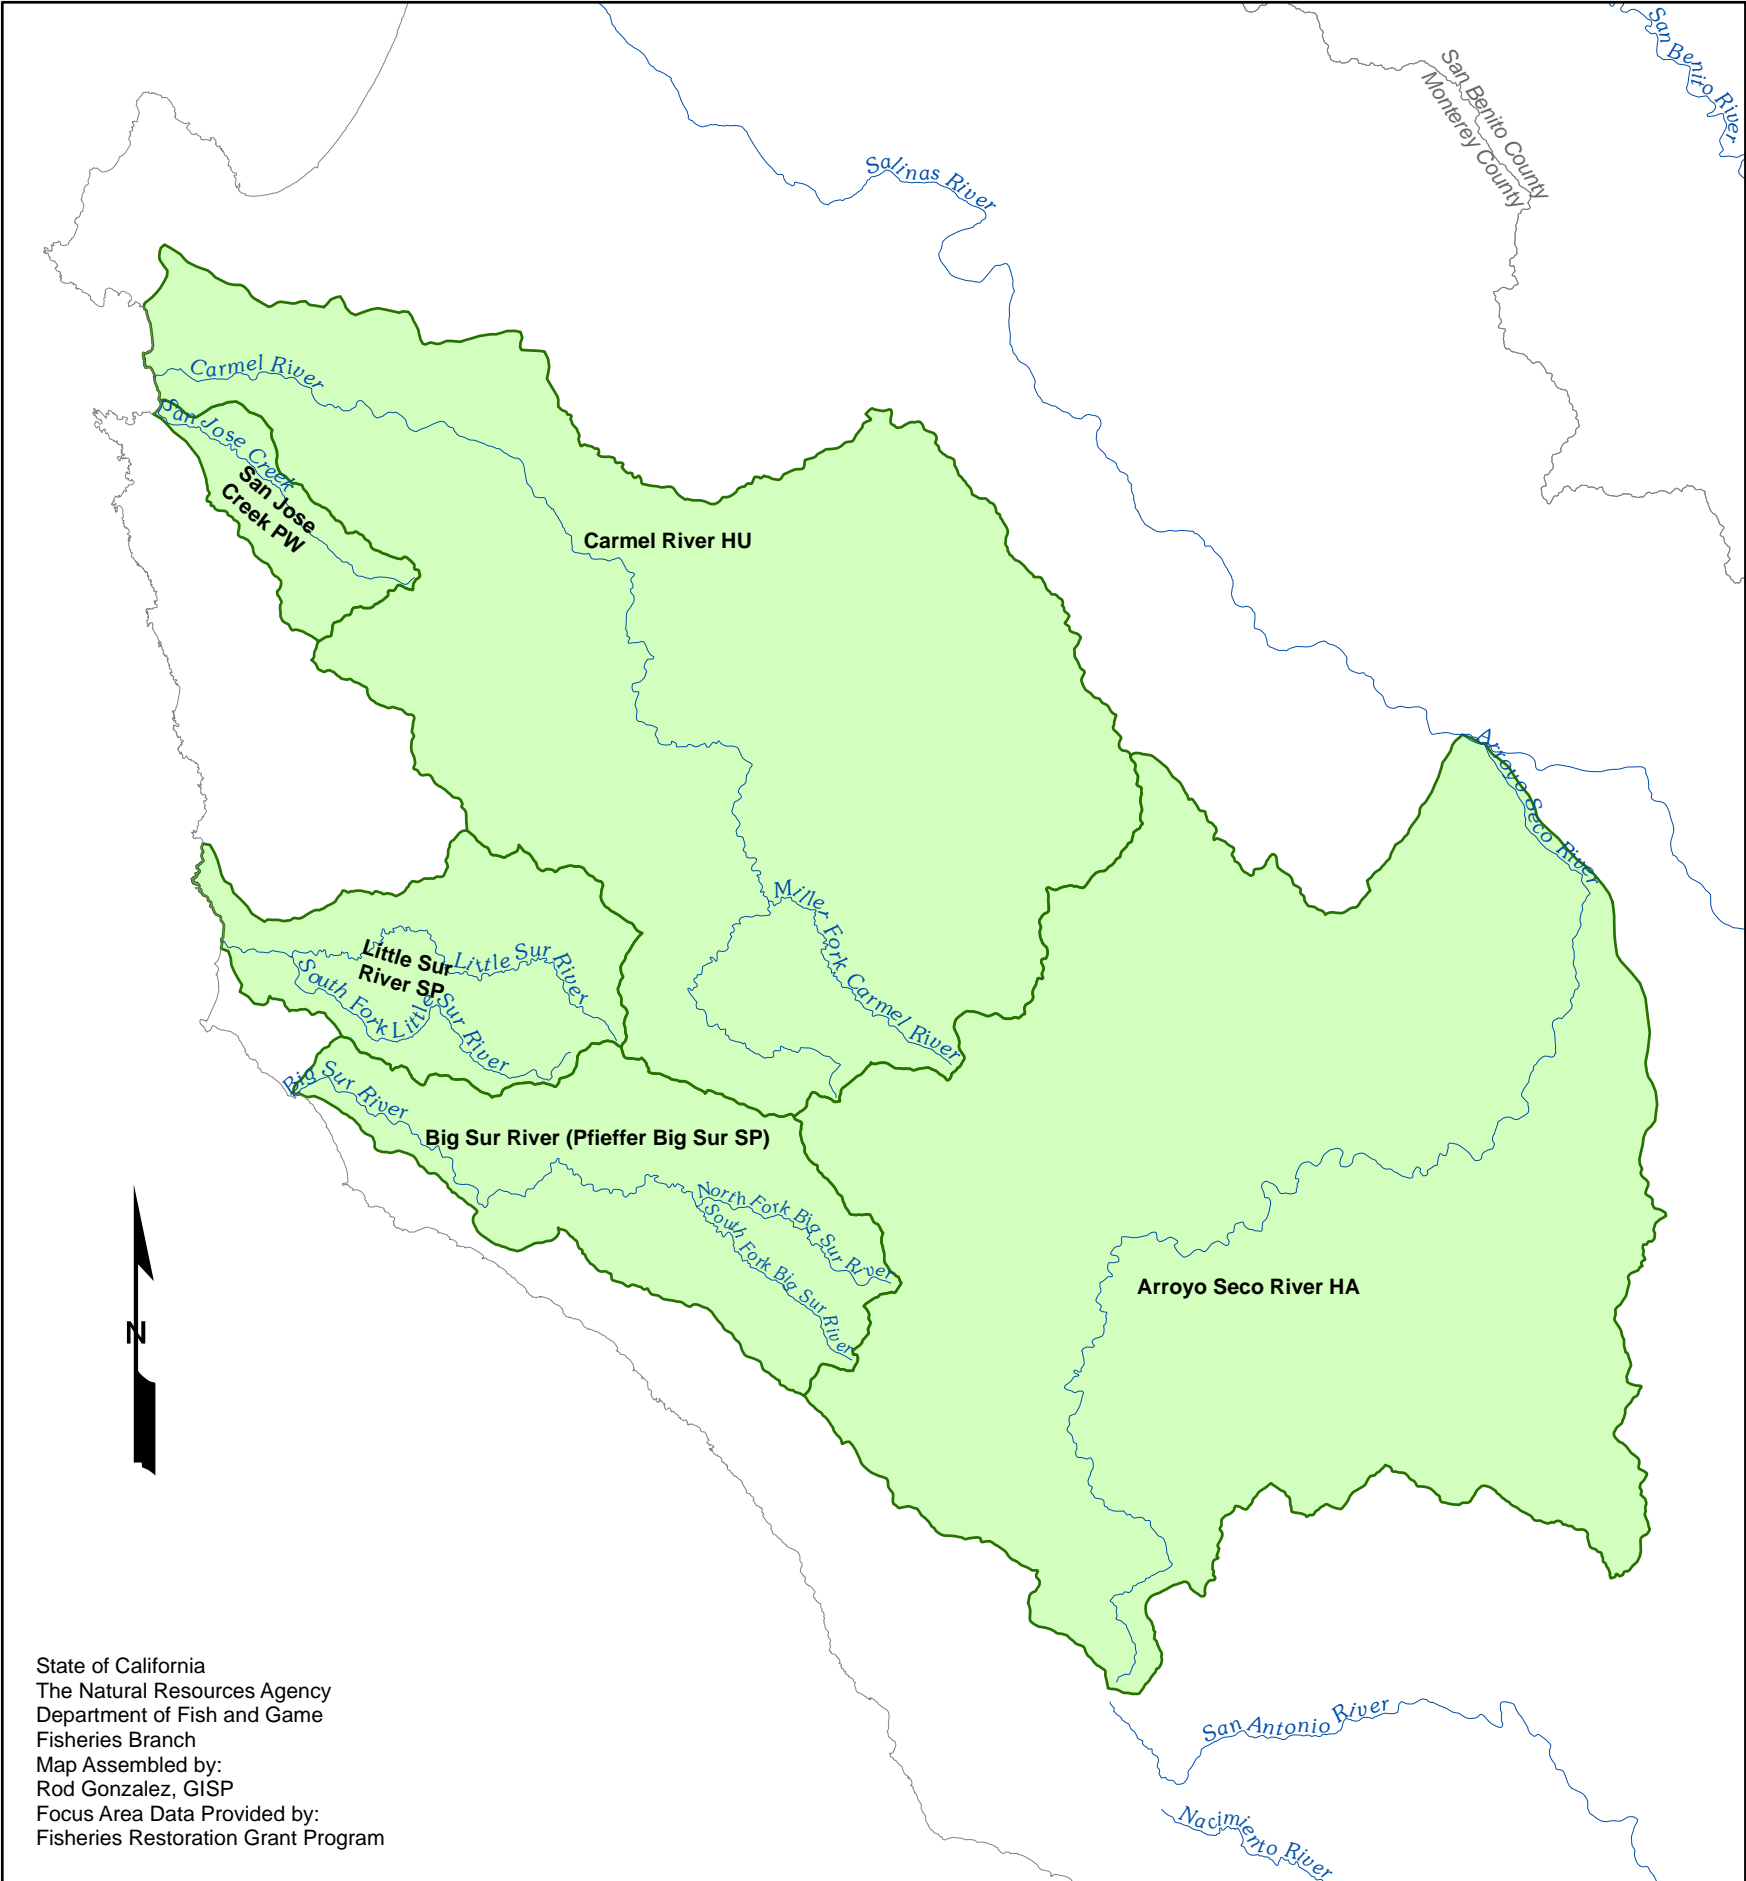 San Benito River
San Benito County
Monterey County
Salinas River
Carmel River
San Jose Creek
San Jose
Creek PW
Carmel River HU
Arroyo Seco River
Miller Fork Carmel River
Little Sur River
Little Sur
River SP
South Fork Little Sur River
Big Sur River
Big Sur River (Pfieffer Big Sur SP)
North Fork Big Sur River
South Fork Big Sur River
Arroyo Seco River HA
N
State of California
The Natural Resources Agency
Department of Fish and Game
Fisheries Branch
Map Assembled by:
Rod Gonzalez, GISP
Focus Area Data Provided by:
Fisheries Restoration Grant Program
San Antonio River
Nacimiento River